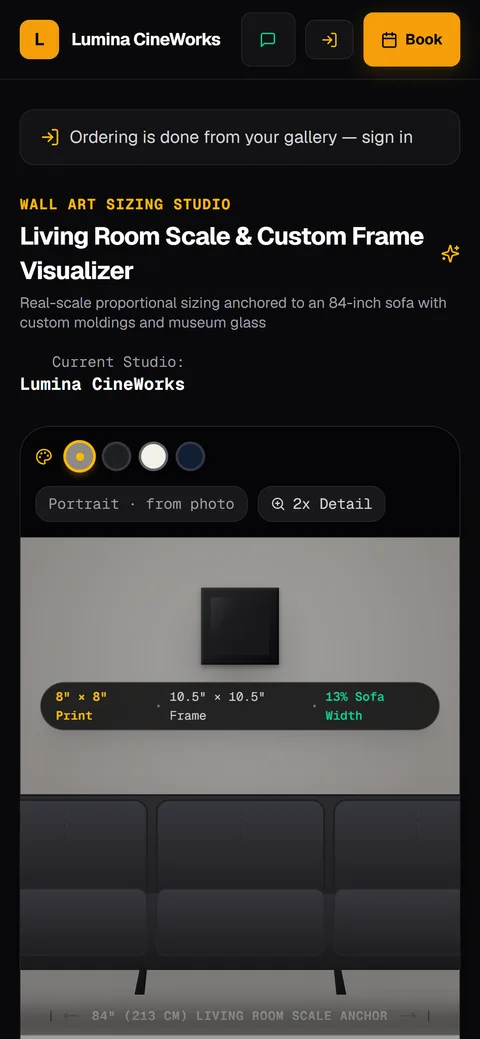 L
Lumina CineWorks
Book
Ordering is done from your gallery — sign in
WALL ART SIZING STUDIO
Living Room Scale & Custom Frame
Visualizer
Real-scale proportional sizing anchored to an 84-inch sofa with
custom moldings and museum glass
Current Studio:
Lumina CineWorks
Portrait · from photo
2x Detail
8" × 8" Print · 10.5" × 10.5" Frame · 13% Sofa Width
84" (213 CM) LIVING ROOM SCALE ANCHOR